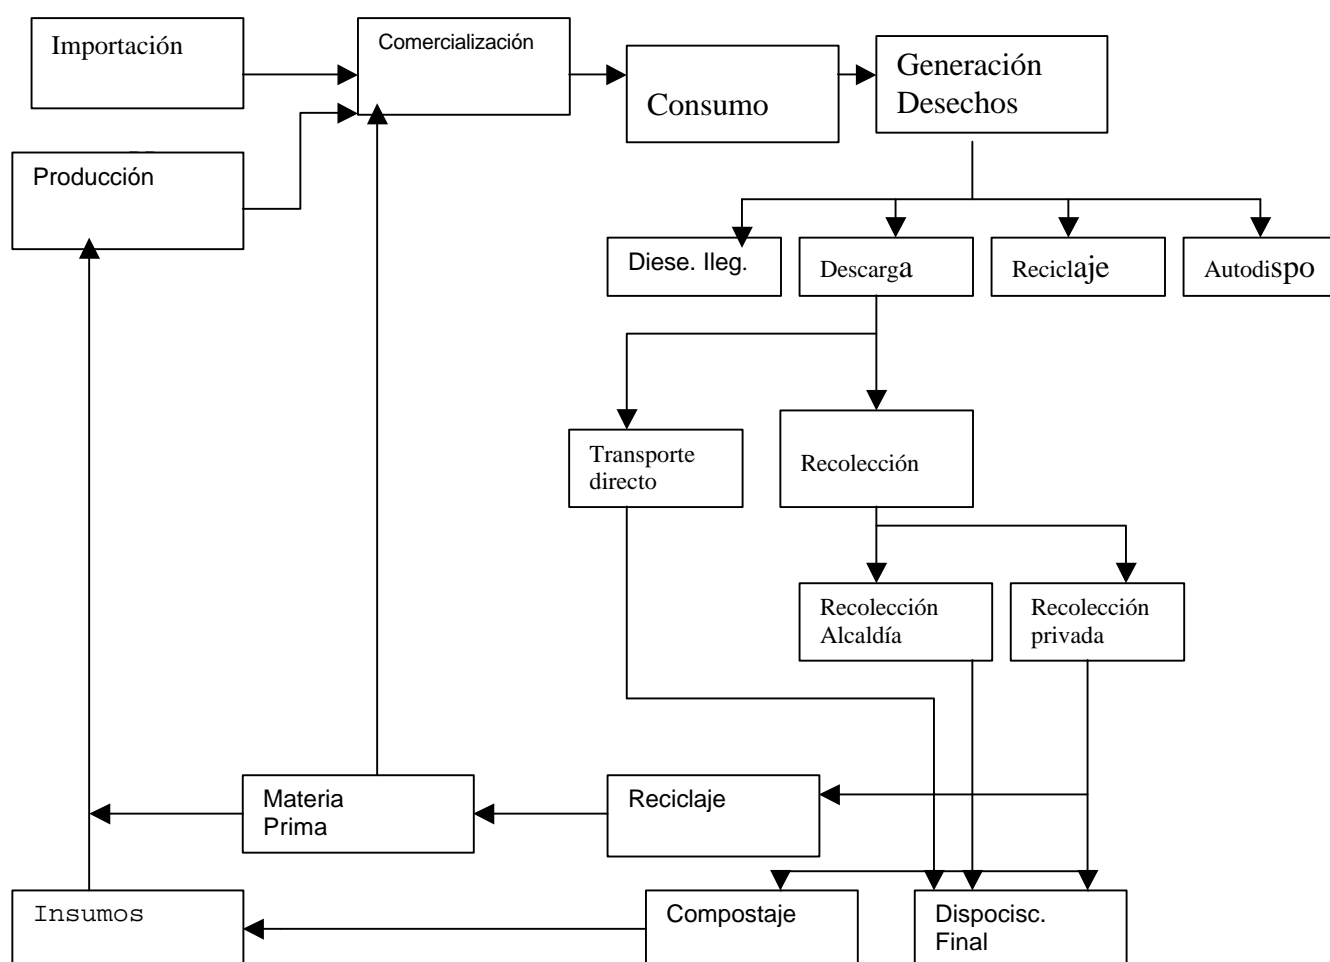 Importación
Comercialización
Consumo
Generación
Desechos
Producción
Diese. Ileg.
Descarga
Reciclaje
Autodispo
Transporte
directo
Recolección
Recolección
Alcaldía
Recolección
privada
Materia
Prima
Reciclaje
Insumos
Compostaje
Dispocisc.
Final